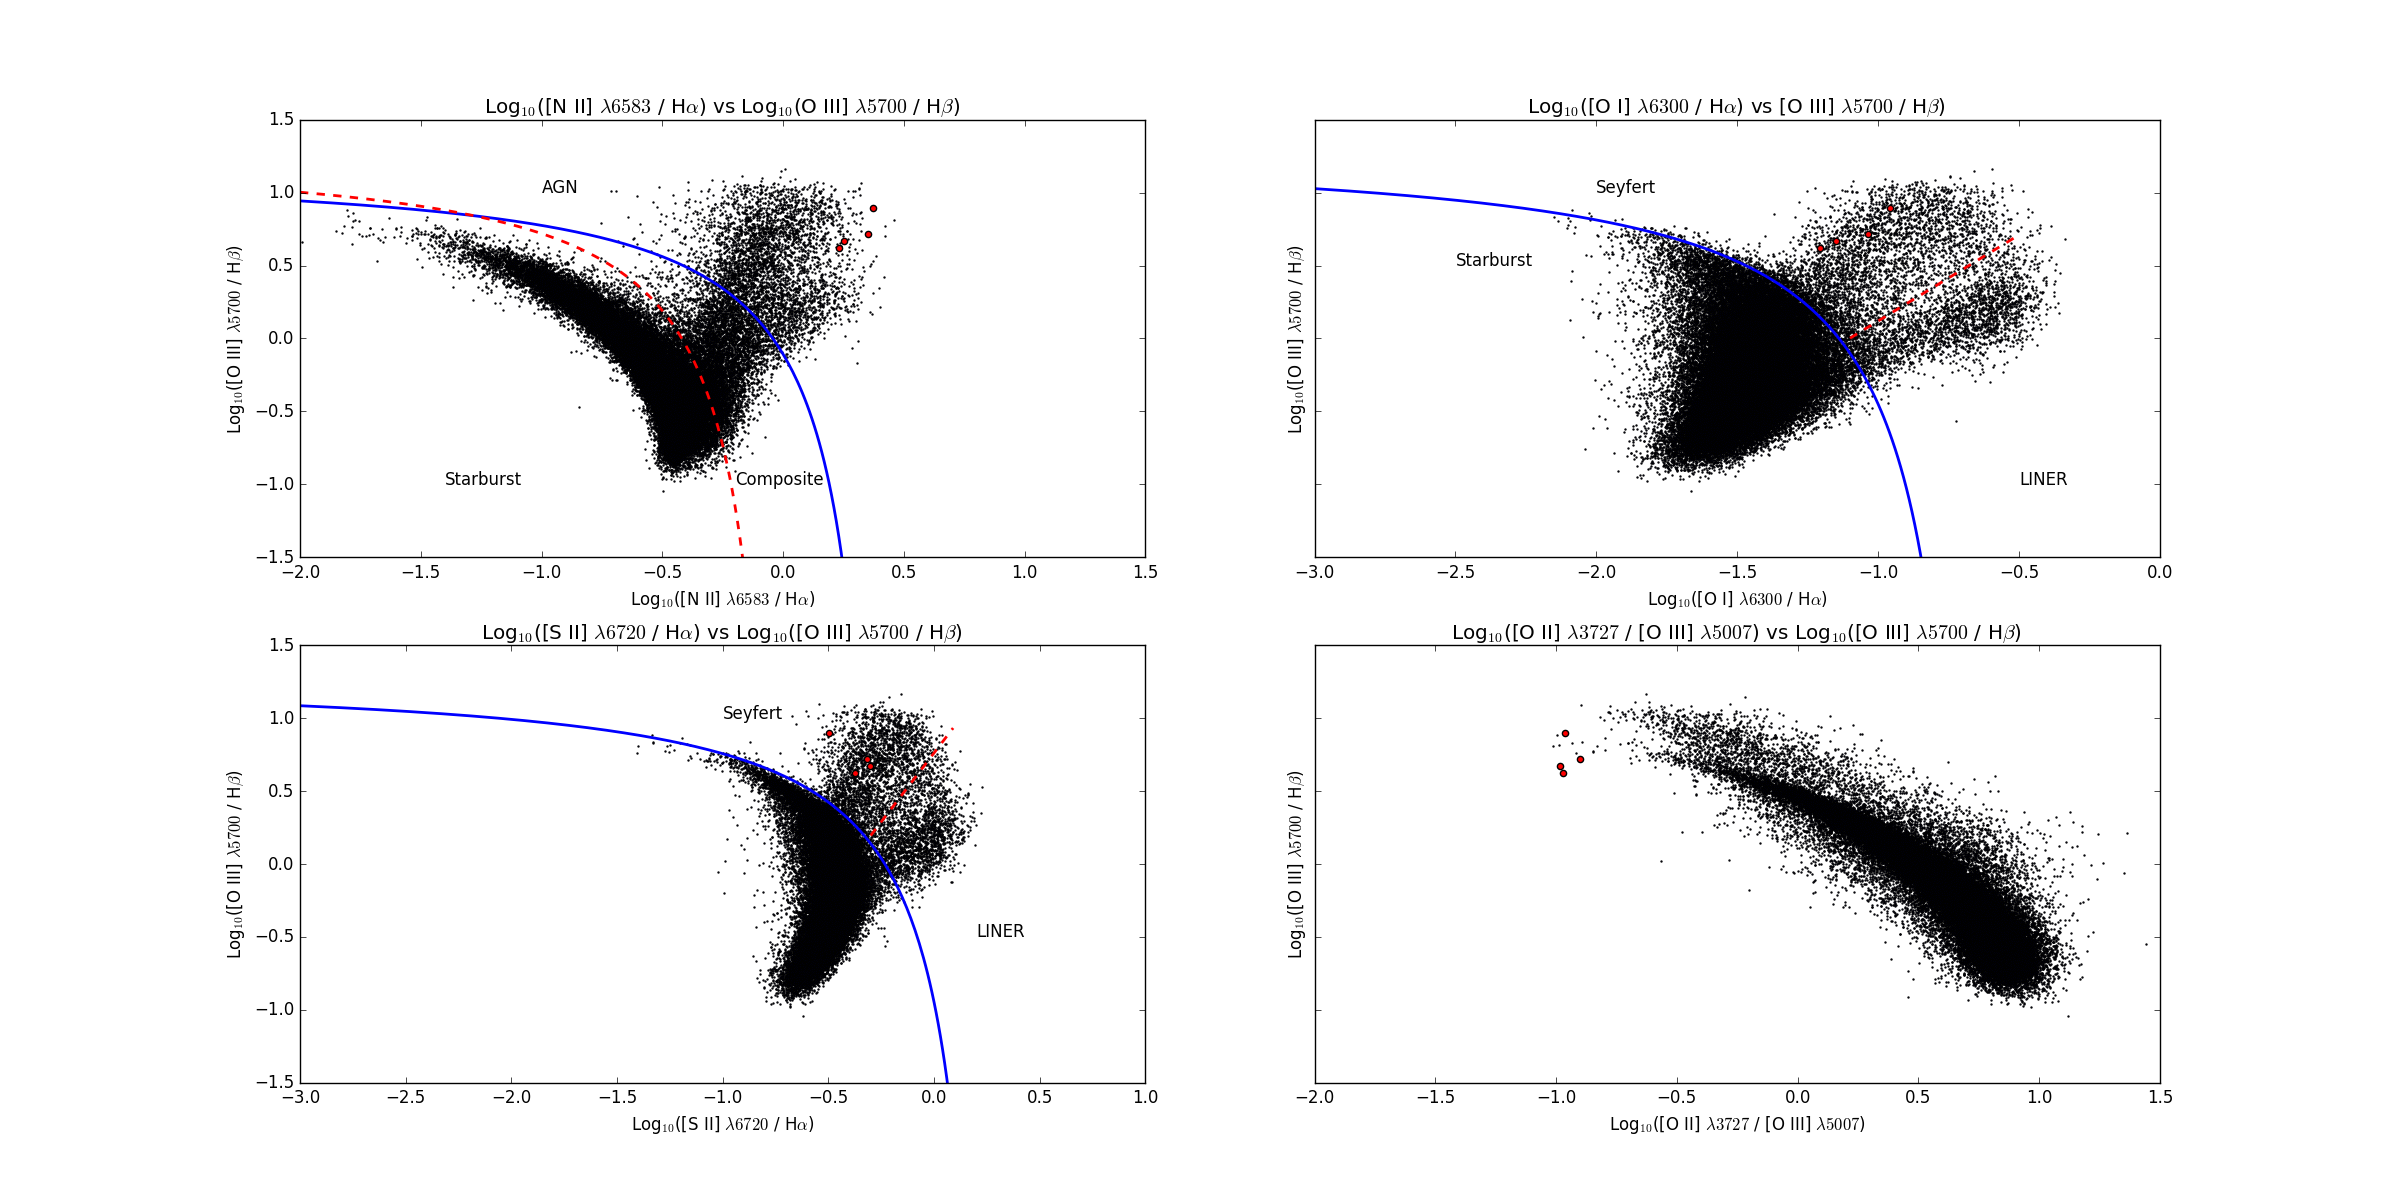 Log₁₀([N II] λ6583 / Hα) vs Log₁₀(O III] λ5700 / Hβ)
1.5
1.0
0.5
0.0
−0.5
−1.0
−1.5
Log₁₀([O III] λ5700 / Hβ)
AGN
Starburst
Composite
−2.0 −1.5 −1.0 −0.5 0.0 0.5 1.0 1.5
Log₁₀([N II] λ6583 / Hα)
Log₁₀([O I] λ6300 / Hα) vs [O III] λ5700 / Hβ)
Log₁₀([O III] λ5700 / Hβ)
Seyfert
Starburst
LINER
−3.0 −2.5 −2.0 −1.5 −1.0 −0.5 0.0
Log₁₀([O I] λ6300 / Hα)
Log₁₀([S II] λ6720 / Hα) vs Log₁₀([O III] λ5700 / Hβ)
1.5
1.0
0.5
0.0
−0.5
−1.0
−1.5
Log₁₀([O III] λ5700 / Hβ)
Seyfert
LINER
−3.0 −2.5 −2.0 −1.5 −1.0 −0.5 0.0 0.5 1.0
Log₁₀([S II] λ6720 / Hα)
Log₁₀([O II] λ3727 / [O III] λ5007) vs Log₁₀([O III] λ5700 / Hβ)
Log₁₀([O III] λ5700 / Hβ)
−2.0 −1.5 −1.0 −0.5 0.0 0.5 1.0 1.5
Log₁₀([O II] λ3727 / [O III] λ5007)